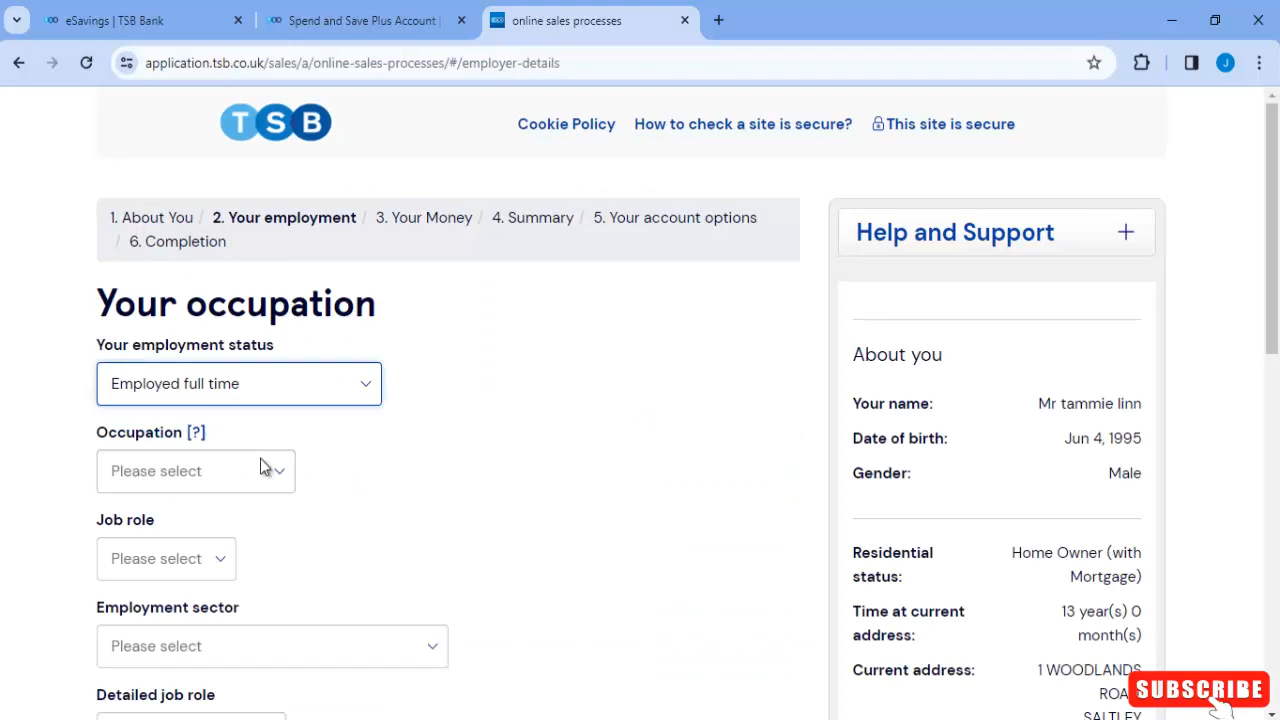 eSavings | TSB Bank
Spend and Save Plus Account |
online sales processes
application.tsb.co.uk/sales/a/online-sales-processes/#/employer-details
J
TSB
Cookie Policy
How to check a site is secure?
This site is secure
1. About You / 2. Your employment / 3. Your Money / 4. Summary / 5. Your account options
/ 6. Completion
Help and Support
Your occupation
Your employment status
Employed full time
Occupation [?]
Please select
Job role
Please select
Employment sector
Please select
Detailed job role
About you
Your name: Mr tammie linn
Date of birth: Jun 4, 1995
Gender: Male
Residential Home Owner (with
status: Mortgage)
Time at current 13 year(s) 0
address: month(s)
Current address: 1 WOODLANDS
SALTLEY
SUBSCRIBE